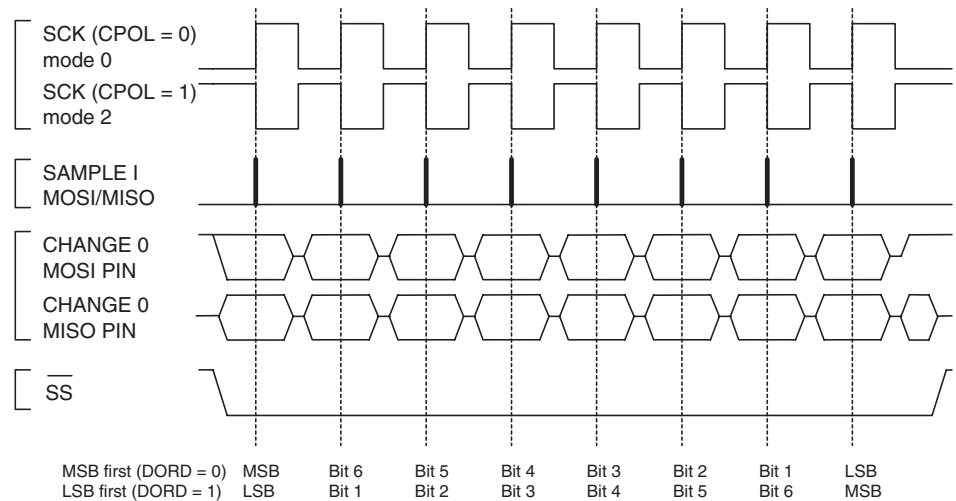 SCK (CPOL = 0)
mode 0
SCK (CPOL = 1)
mode 2
SAMPLE I
MOSI/MISO
CHANGE 0
MOSI PIN
CHANGE 0
MISO PIN
SS
MSB first (DORD = 0) MSB Bit 6 Bit 5 Bit 4 Bit 3 Bit 2 Bit 1 LSB
LSB first (DORD = 1) LSB Bit 1 Bit 2 Bit 3 Bit 4 Bit 5 Bit 6 MSB